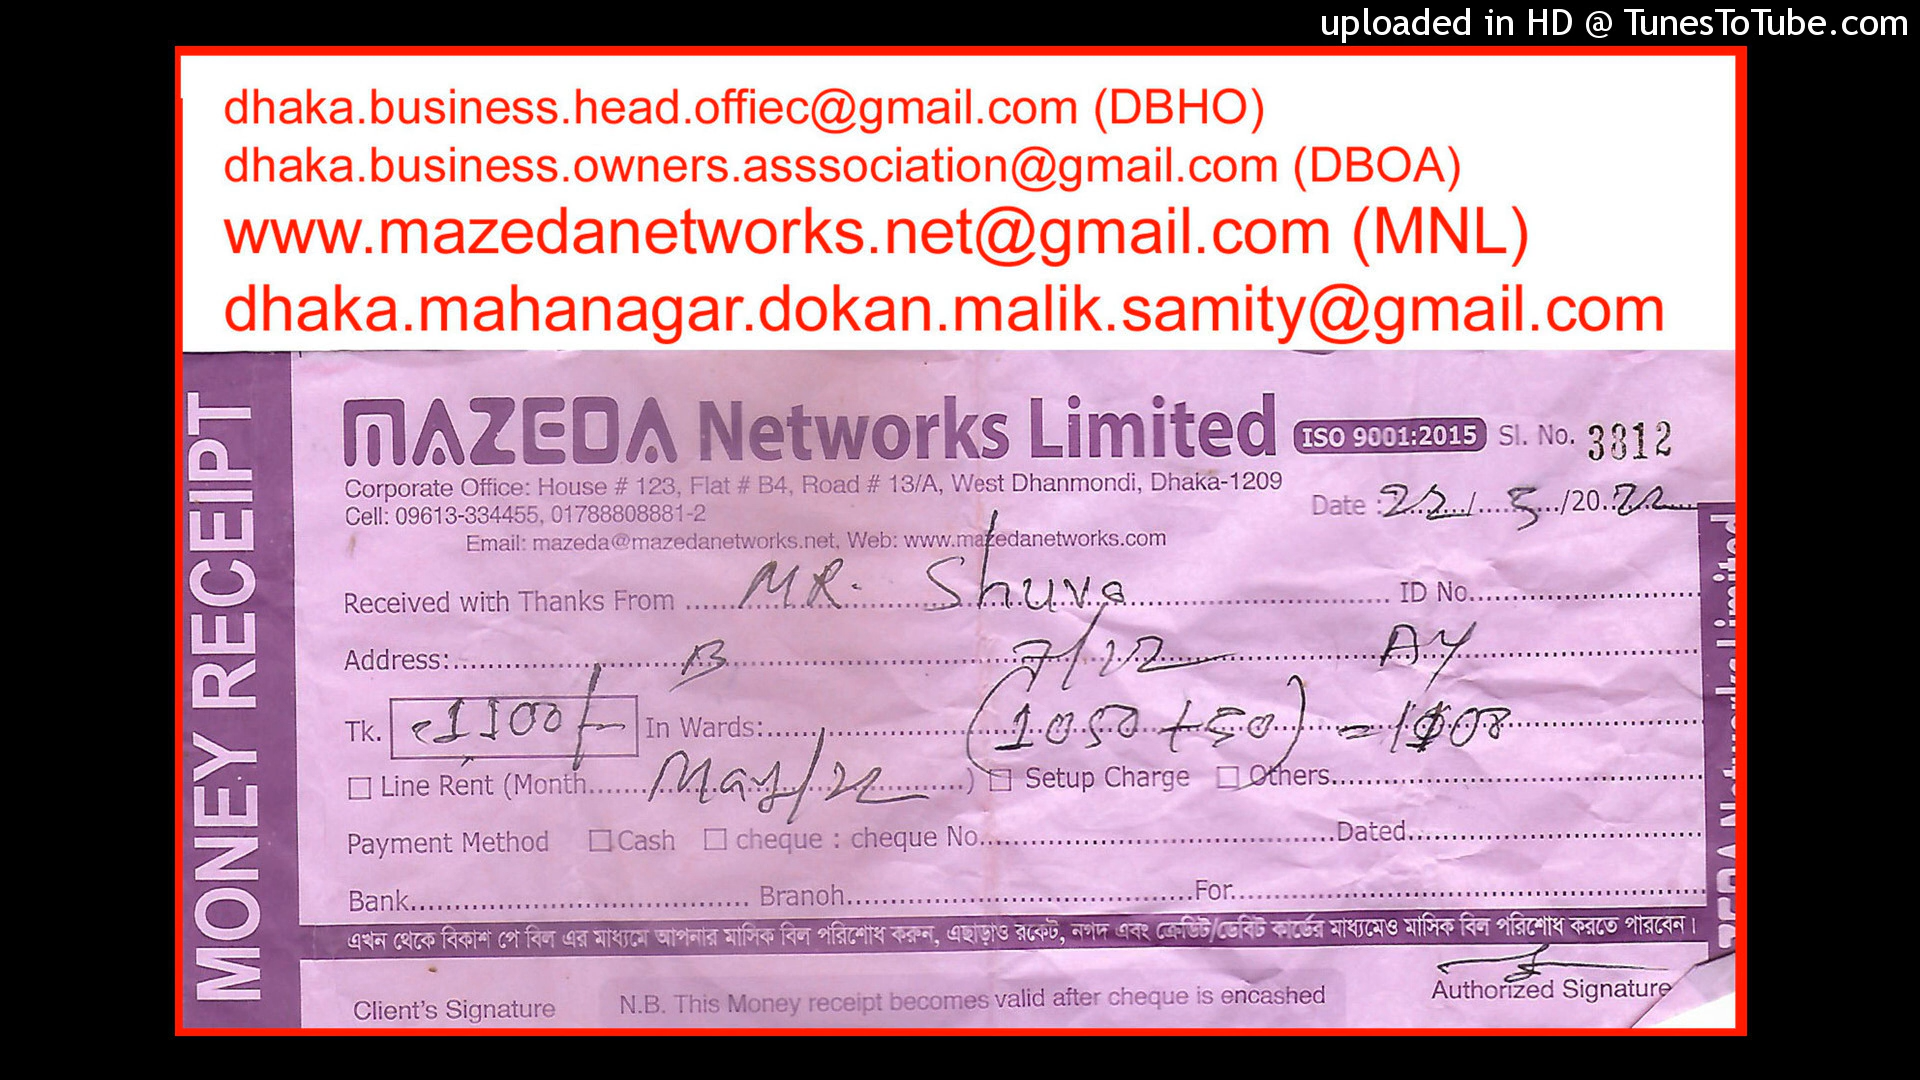 uploaded in HD @ TunesToTube.com
dhaka.business.head.offiec@gmail.com (DBHO)
dhaka.business.owners.asssociation@gmail.com (DBOA)
www.mazedanetworks.net@gmail.com (MNL)
dhaka.mahanagar.dokan.malik.samity@gmail.com
MONEY RECEIPT
MAZEDA Networks Limited ISO 9001:2015 Sl. No. 3812
Corporate Office: House # 123, Flat # B4, Road # 13/A, West Dhanmondi, Dhaka-1209
Cell: 09613-334455, 01788808881-2
Date : 22/5/2022
Email: mazeda@mazedanetworks.net, Web: www.mazedanetworks.com
Received with Thanks From MR. Shuva ID No.
Address: B 7/12 AY
Tk. =1100/- In Wards: (1050+50) = 1100
Line Rent (Month May/22) Setup Charge Others
Payment Method Cash cheque : cheque No. Dated
Bank Branoh For
এখন থেকে বিকাশ পে বিল এর মাধ্যমে আপনার মাসিক বিল পরিশোধ করুন, এছাড়াও রকেট, নগদ এবং ক্রেডিট/ডেবিট কার্ডের মাধ্যমেও মাসিক বিল পরিশোধ করতে পারবেন।
Client's Signature N.B. This Money receipt becomes valid after cheque is encashed Authorized Signature